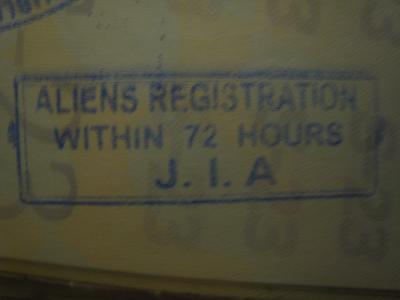 ALIENS REGISTRATION
WITHIN 72 HOURS
J. I. A